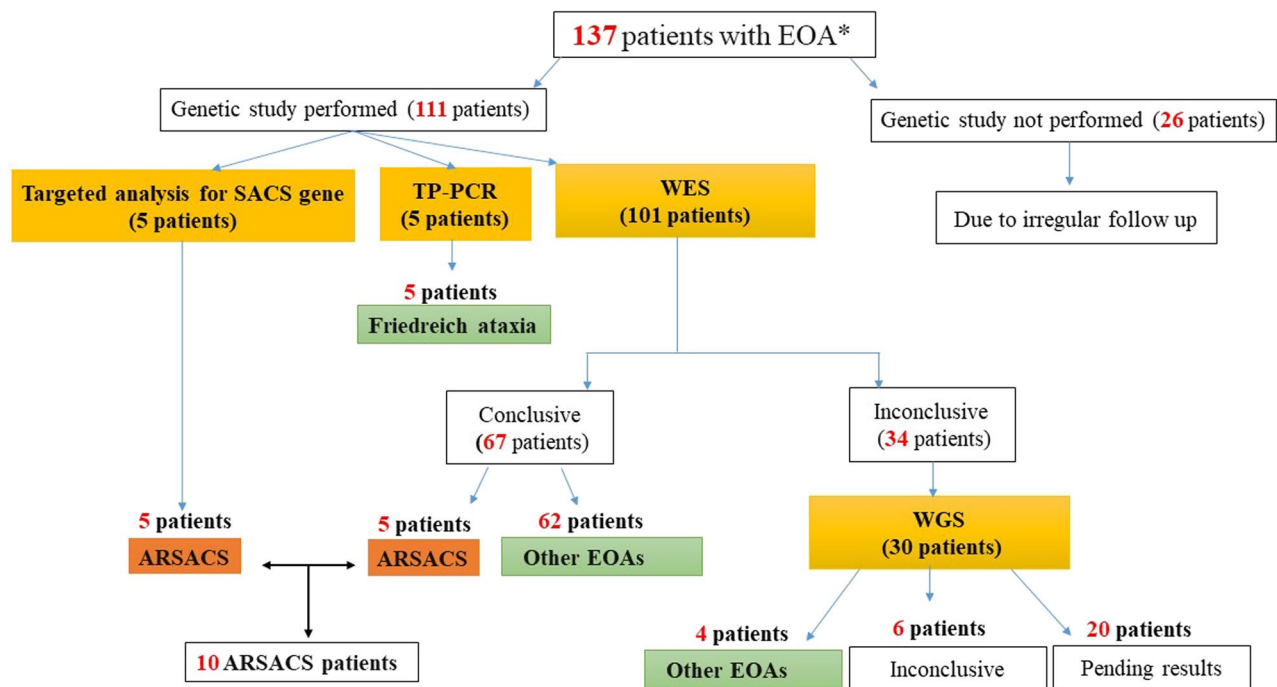 137 patients with EOA*
Genetic study performed (111 patients)
Genetic study not performed (26 patients)
Targeted analysis for SACS gene
(5 patients)
TP-PCR
(5 patients)
WES
(101 patients)
Due to irregular follow up
5 patients
Friedreich ataxia
Conclusive
(67 patients)
Inconclusive
(34 patients)
5 patients
ARSACS
5 patients
ARSACS
62 patients
Other EOAs
WGS
(30 patients)
10 ARSACS patients
4 patients
Other EOAs
6 patients
Inconclusive
20 patients
Pending results